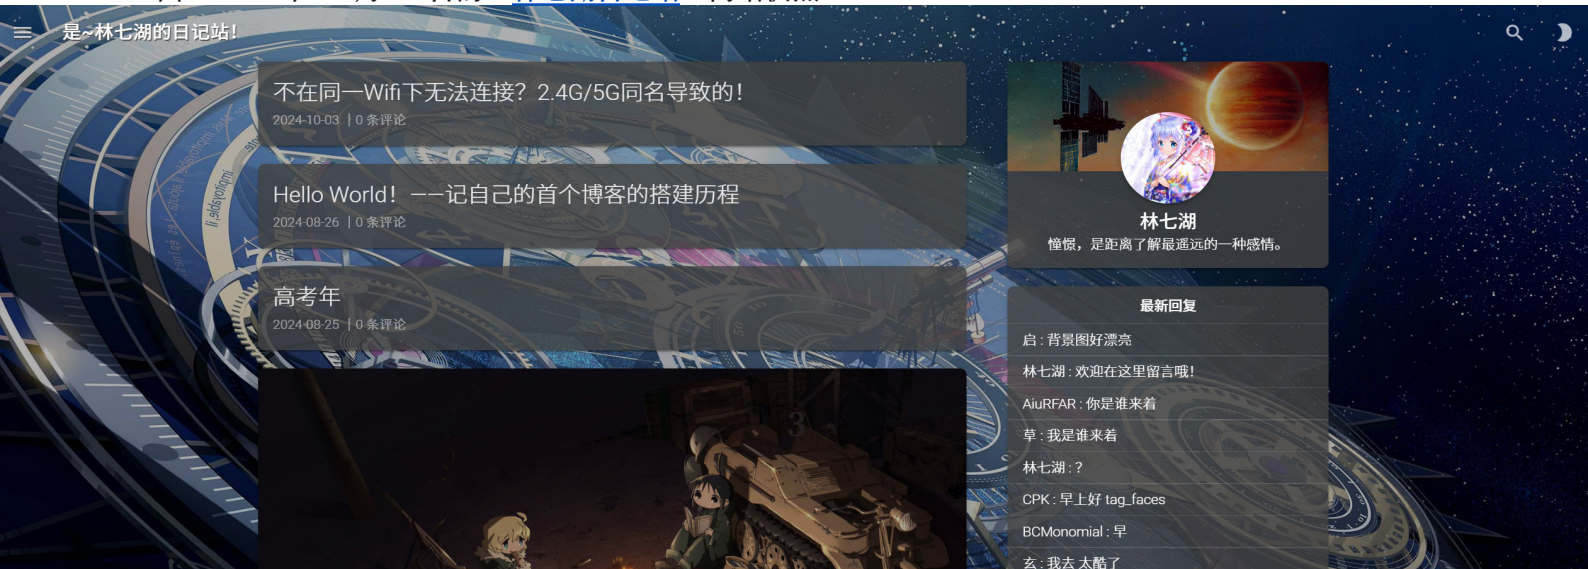 是~林七湖的日记站！
不在同一Wifi下无法连接？2.4G/5G同名导致的！
2024-10-03 | 0 条评论
Hello World！——记自己的首个博客的搭建历程
2024-08-26 | 0 条评论
高考年
2024-08-25 | 0 条评论
3
林七湖
憧憬，是距离了解最遥远的一种感情。
最新回复
启 : 背景图好漂亮
林七湖 : 欢迎在这里留言哦！
AiuRFAR : 你是谁来着
草 : 我是谁来着
林七湖 : ？
CPK : 早上好 tag_faces
BCMonomial : 早
玄 : 我去 太酷了